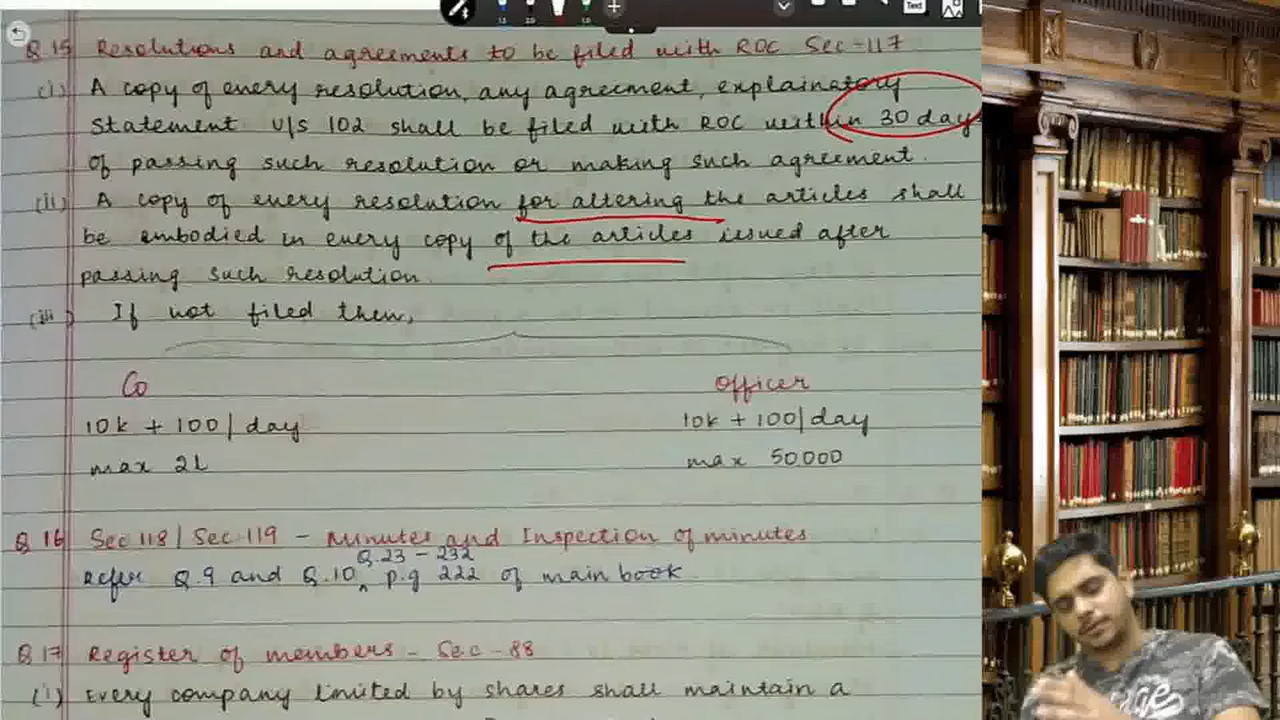 Text
Q 15 Resolutions and agreements to be filed with ROC Sec-117
(i) A copy of every resolution, any agreement, explainatory
statement U/S 102 shall be filed with ROC within 30 days
of passing such resolution or making such agreement.
(ii) A copy of every resolution for altering the articles shall
be embodied in every copy of the articles issued after
passing such resolution.
(iii) If not filed then,
Co Officer
10k + 100/day 10k + 100/day
max 2L max 50,000
Q 16 Sec 118/Sec 119 - Minutes and Inspection of minutes
Q.23 - 232
Refer Q.9 and Q.10 ^ p.g 222 of main book.
Q 17 Register of members - Sec - 88
(i) Every company limited by shares shall maintain a